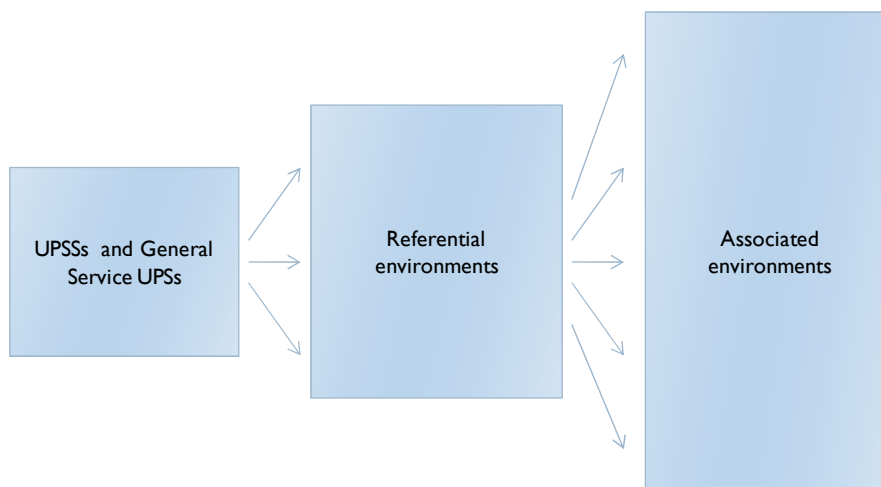 UPSSs and General
Service UPSs
Referential
environments
Associated
environments